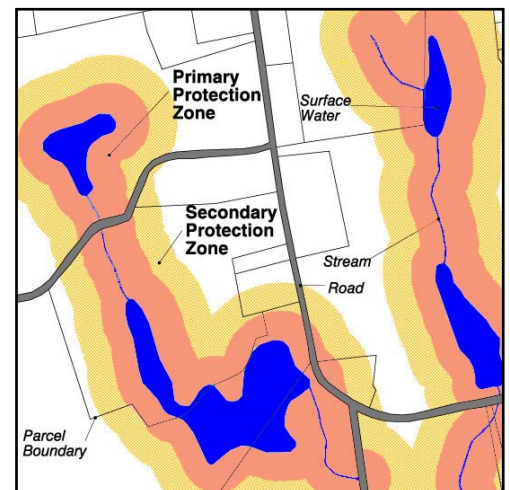 Primary
Protection
Zone
Surface
Water
Secondary
Protection
Zone
Stream
Road
Parcel
Boundary